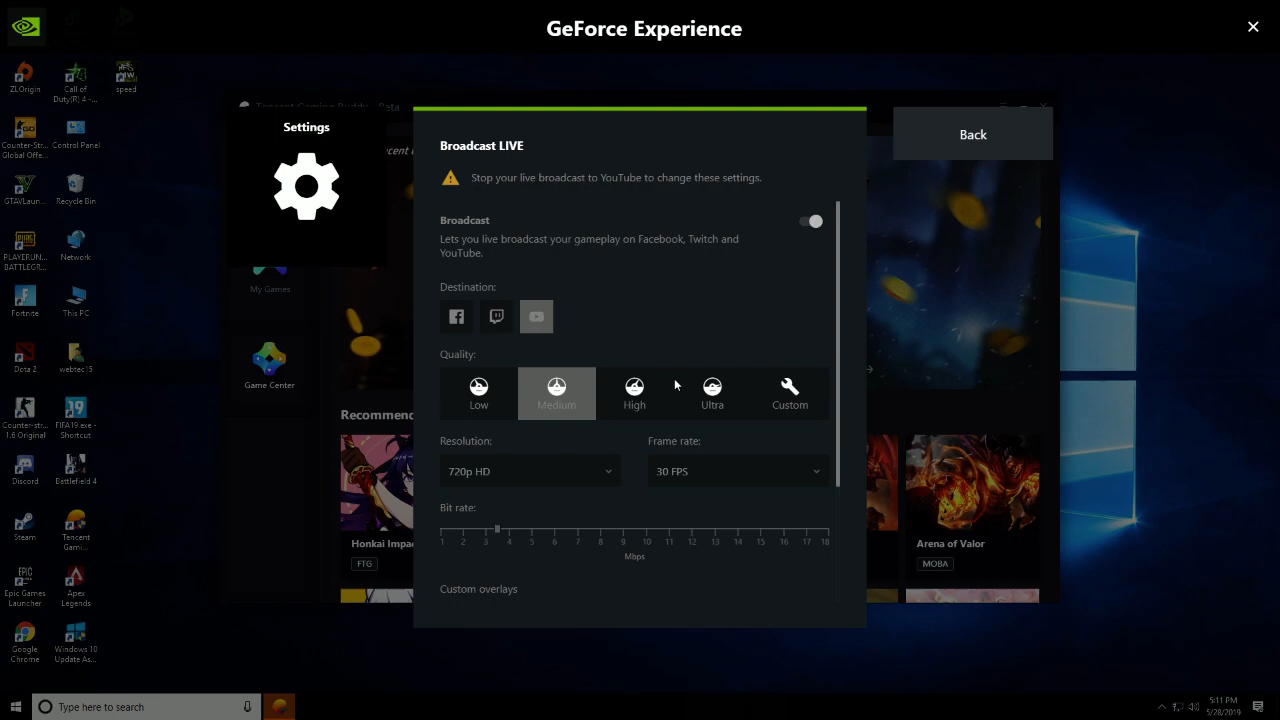 GeForce Experience
ZLOrigin
Call of
Duty(R) 4 -...
speed
Tencent Gaming Buddy
Beta
Settings
Back
Broadcast LIVE
Stop your live broadcast to YouTube to change these settings.
Counter-Str...
Global Offe...
Control Panel
Broadcast
Lets you live broadcast your gameplay on Facebook, Twitch and
YouTube.
GTAVLaun...
Recycle Bin
PLAYERUN...
BATTLEGR...
Network
My Games
Destination:
Fortnite
This PC
Quality:
Dota 2
webtec15
Game Center
Low
Medium
High
Ultra
Custom
Recommen
Counter-str...
1.6 Original
FIFA19.exe -
Shortcut
Resolution:
Frame rate:
720p HD
30 FPS
Discord
Battlefield 4
Bit rate:
1 2 3 4 5 6 7 8 9 10 11 12 13 14 15 16 17 18
Mbps
Steam
Tencent
Gami...
Honkai Impa
FTG
Arena of Valor
MOBA
Epic Games
Launcher
Apex
Legends
Custom overlays
Google
Chrome
Windows 10
Update As...
Type here to search
5:11 PM
5/28/2019